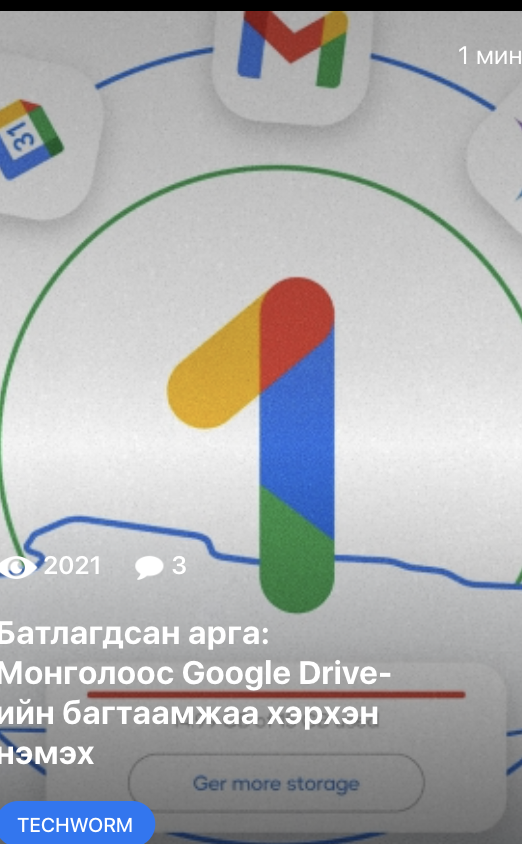 1 мин
31
2021
3
Батлагдсан арга:
Монголоос Google Drive-
ийн багтаамжаа хэрхэн
нэмэх
Ger more storage
TECHWORM